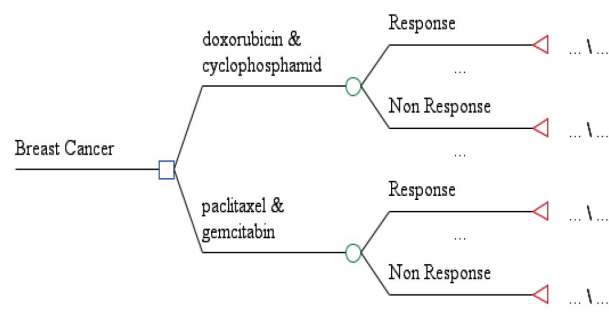 Breast Cancer
doxorubicin &
cyclophosphamid
Response
...
... \ ...
Non Response
...
... \ ...
paclitaxel &
gemcitabin
Response
...
... \ ...
Non Response
... \ ...